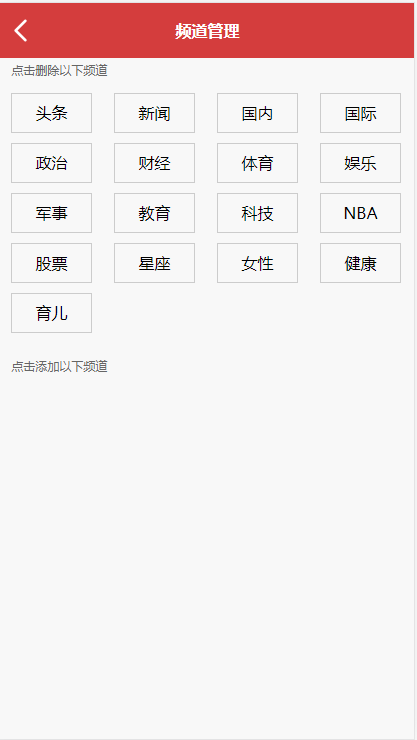 频道管理
点击删除以下频道
头条 新闻 国内 国际
政治 财经 体育 娱乐
军事 教育 科技 NBA
股票 星座 女性 健康
育儿
点击添加以下频道